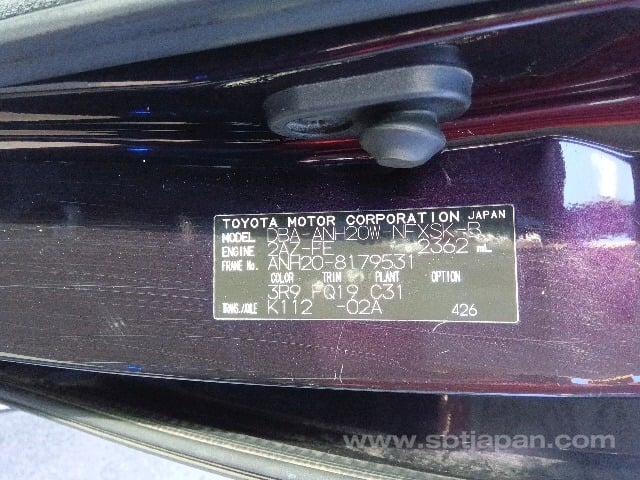 TOYOTA MOTOR CORPORATION JAPAN
MODEL DBA-ANH20W-NFXSK-B
ENGINE 2AZ-FE 2362 mL
FRAME No. ANH20-8179531
COLOR TRIM PLANT OPTION
3R9 FQ19 C31
TRANS./AXLE K112 -02A 426
www.sbtjapan.com